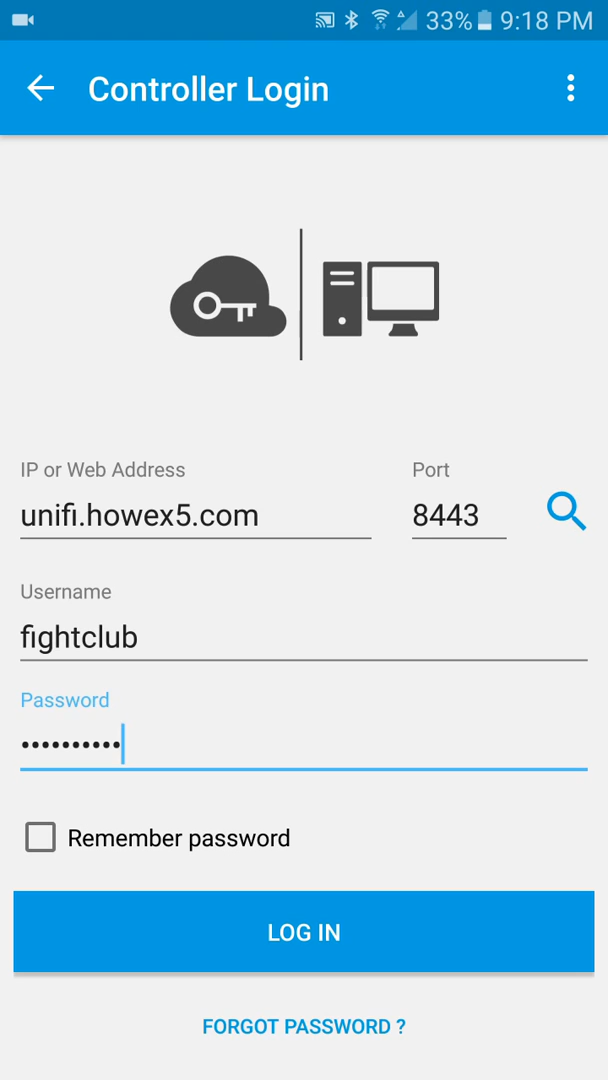 33% 9:18 PM
Controller Login
IP or Web Address Port
unifi.howex5.com 8443
Username
fightclub
Password
••••••••••
Remember password
LOG IN
FORGOT PASSWORD ?